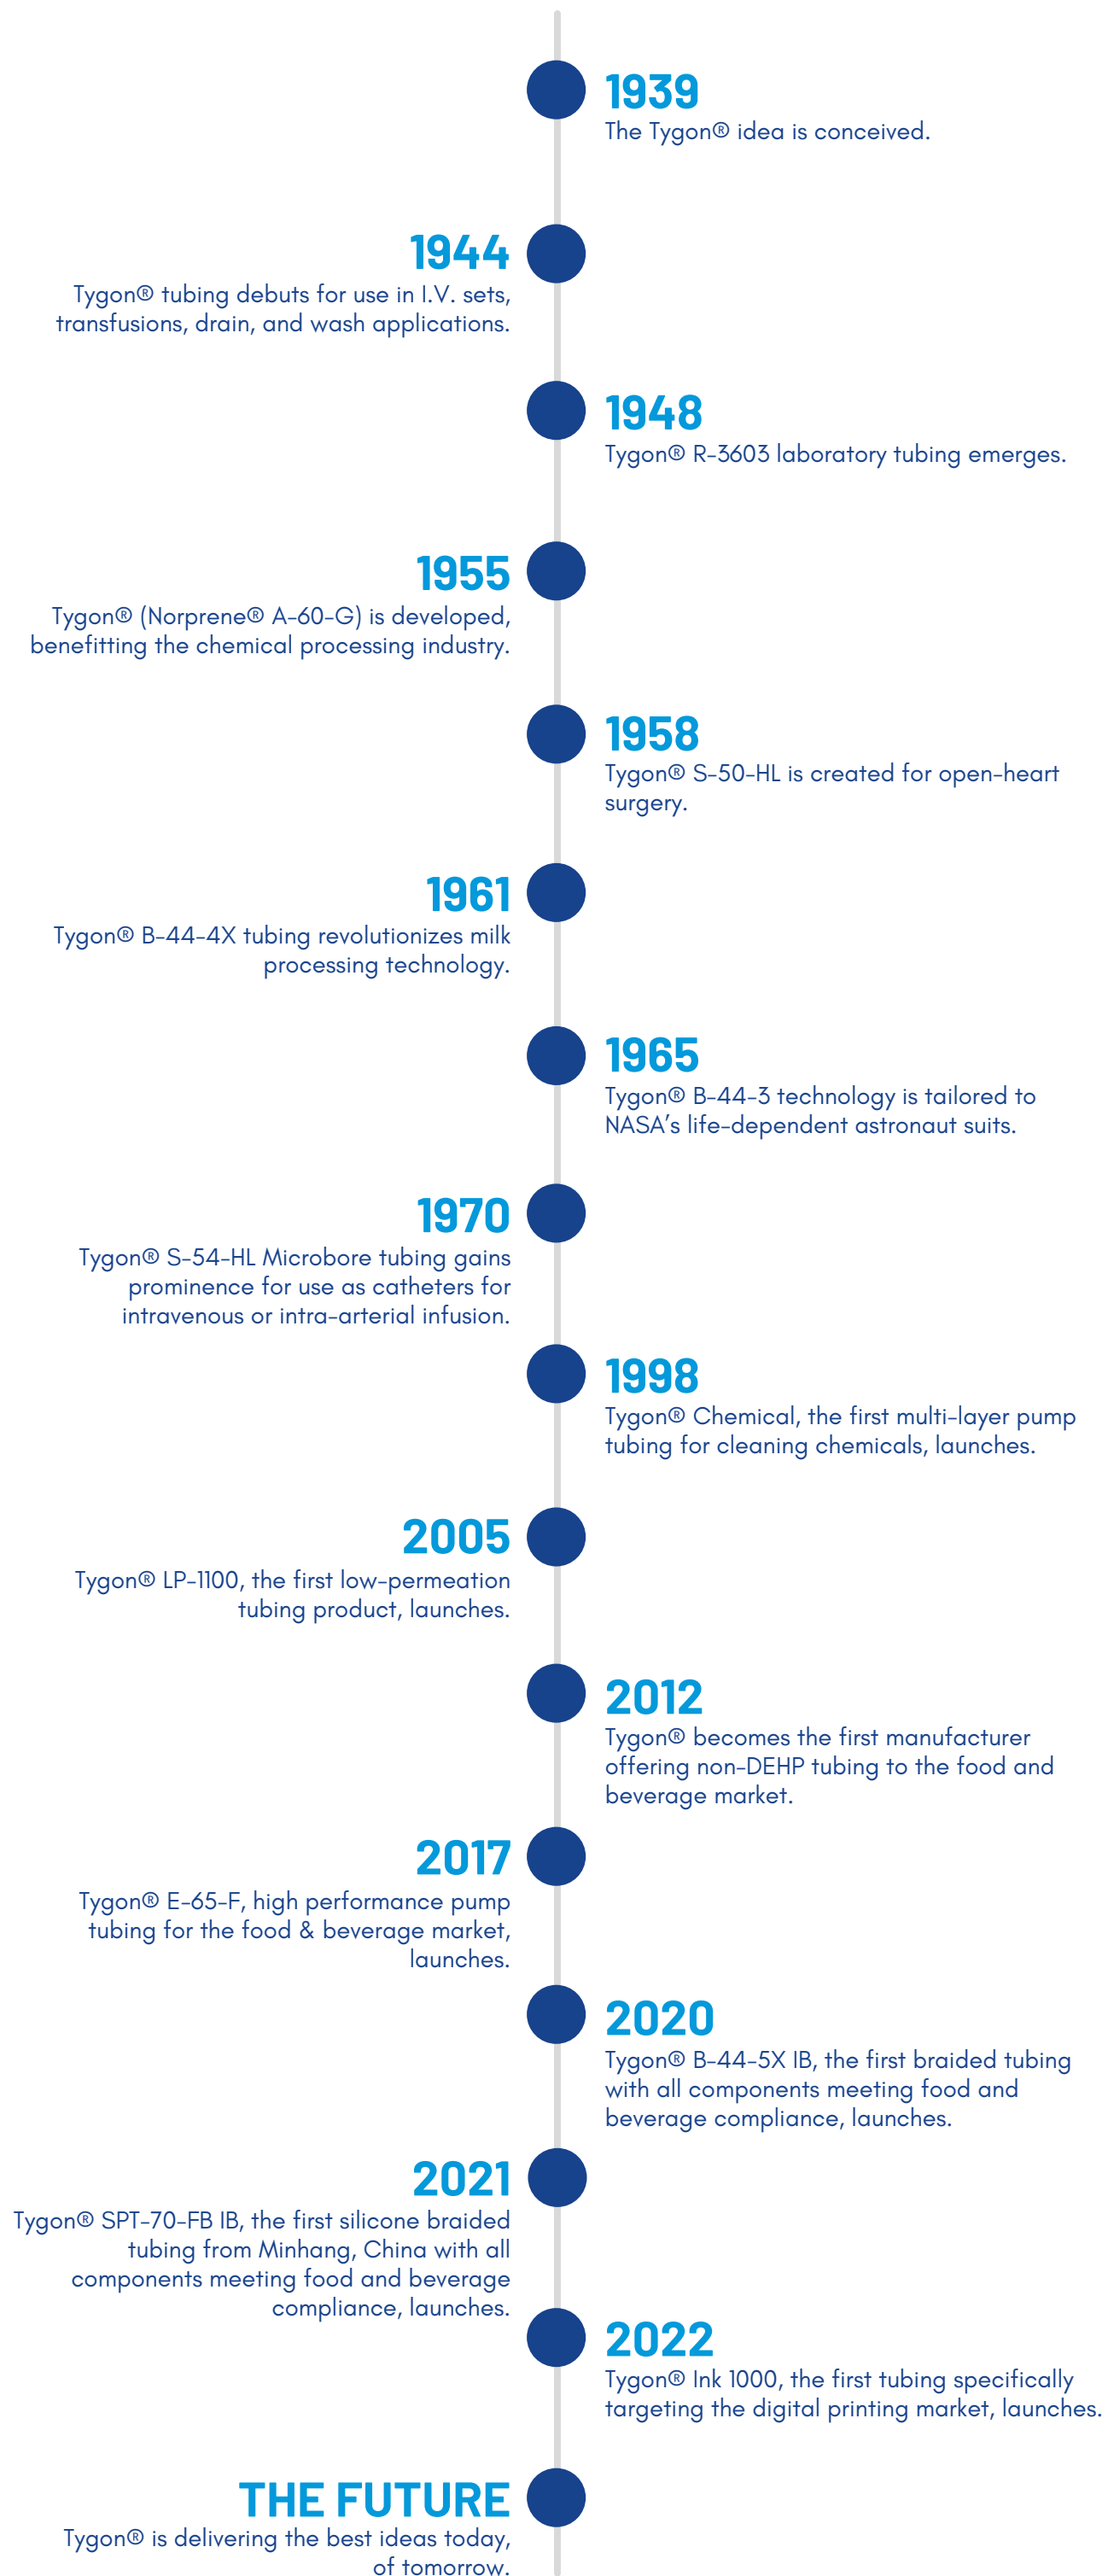 1939
The Tygon® idea is conceived.
1944
Tygon® tubing debuts for use in I.V. sets,
transfusions, drain, and wash applications.
1948
Tygon® R-3603 laboratory tubing emerges.
1955
Tygon® (Norprene® A-60-G) is developed,
benefitting the chemical processing industry.
1958
Tygon® S-50-HL is created for open-heart
surgery.
1961
Tygon® B-44-4X tubing revolutionizes milk
processing technology.
1965
Tygon® B-44-3 technology is tailored to
NASA's life-dependent astronaut suits.
1970
Tygon® S-54-HL Microbore tubing gains
prominence for use as catheters for
intravenous or intra-arterial infusion.
1998
Tygon® Chemical, the first multi-layer pump
tubing for cleaning chemicals, launches.
2005
Tygon® LP-1100, the first low-permeation
tubing product, launches.
2012
Tygon® becomes the first manufacturer
offering non-DEHP tubing to the food and
beverage market.
2017
Tygon® E-65-F, high performance pump
tubing for the food & beverage market,
launches.
2020
Tygon® B-44-5X IB, the first braided tubing
with all components meeting food and
beverage compliance, launches.
2021
Tygon® SPT-70-FB IB, the first silicone braided
tubing from Minhang, China with all
components meeting food and beverage
compliance, launches.
2022
Tygon® Ink 1000, the first tubing specifically
targeting the digital printing market, launches.
THE FUTURE
Tygon® is delivering the best ideas today,
of tomorrow.